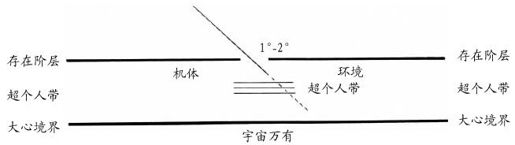 1°-2°
存在阶层 存在阶层
机体 环境
超个人带 超个人带 超个人带
大心境界 大心境界
宇宙万有